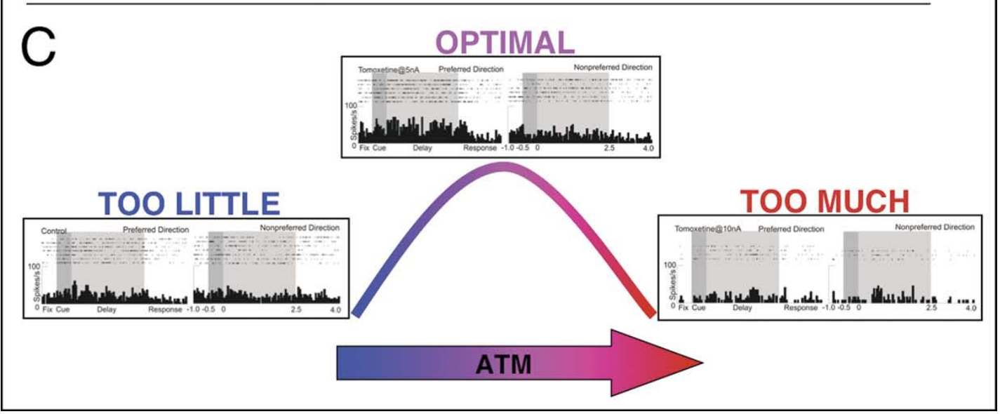 C
OPTIMAL
Tomoxetine@5nA Preferred Direction Nonpreferred Direction
100
Spikes/s
0
Fix Cue Delay Response -1.0 -0.5 0 2.5 4.0
TOO LITTLE
Control Preferred Direction Nonpreferred Direction
100
Spikes/s
0
Fix Cue Delay Response -1.0 -0.5 0 2.5 4.0
TOO MUCH
Tomoxetine@10nA Preferred Direction Nonpreferred Direction
100
Spikes/s
0
Fix Cue Delay Response -1.0 -0.5 0 2.5 4.0
ATM